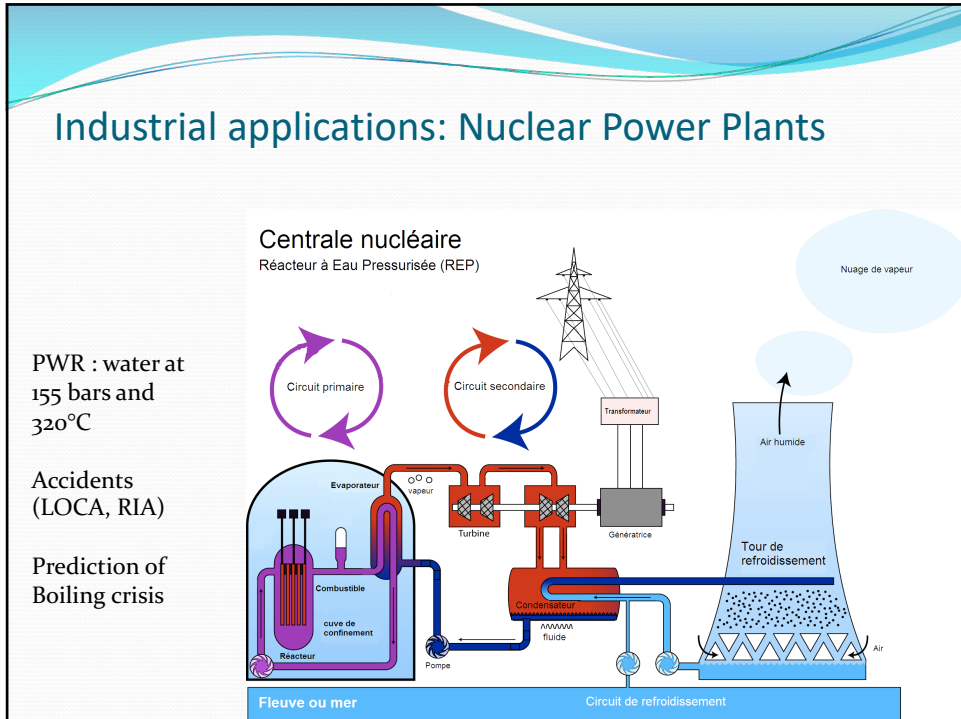 Industrial applications: Nuclear Power Plants
PWR : water at
155 bars and
320°C
Accidents
(LOCA, RIA)
Prediction of
Boiling crisis
Centrale nucléaire
Réacteur à Eau Pressurisée (REP)
Nuage de vapeur
Circuit primaire
Circuit secondaire
Transformateur
Air humide
Evaporateur
vapeur
Turbine
Génératrice
Tour de
refroidissement
Combustible
Condensateur
cuve de
confinement
fluide
Réacteur
Pompe
Air
Fleuve ou mer
Circuit de refroidissement